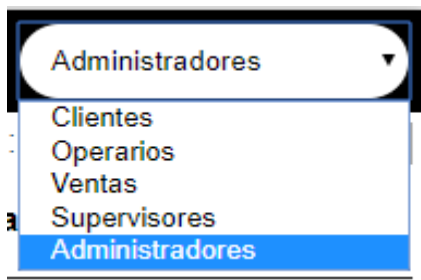 Administradores
Clientes
Operarios
Ventas
Supervisores
Administradores